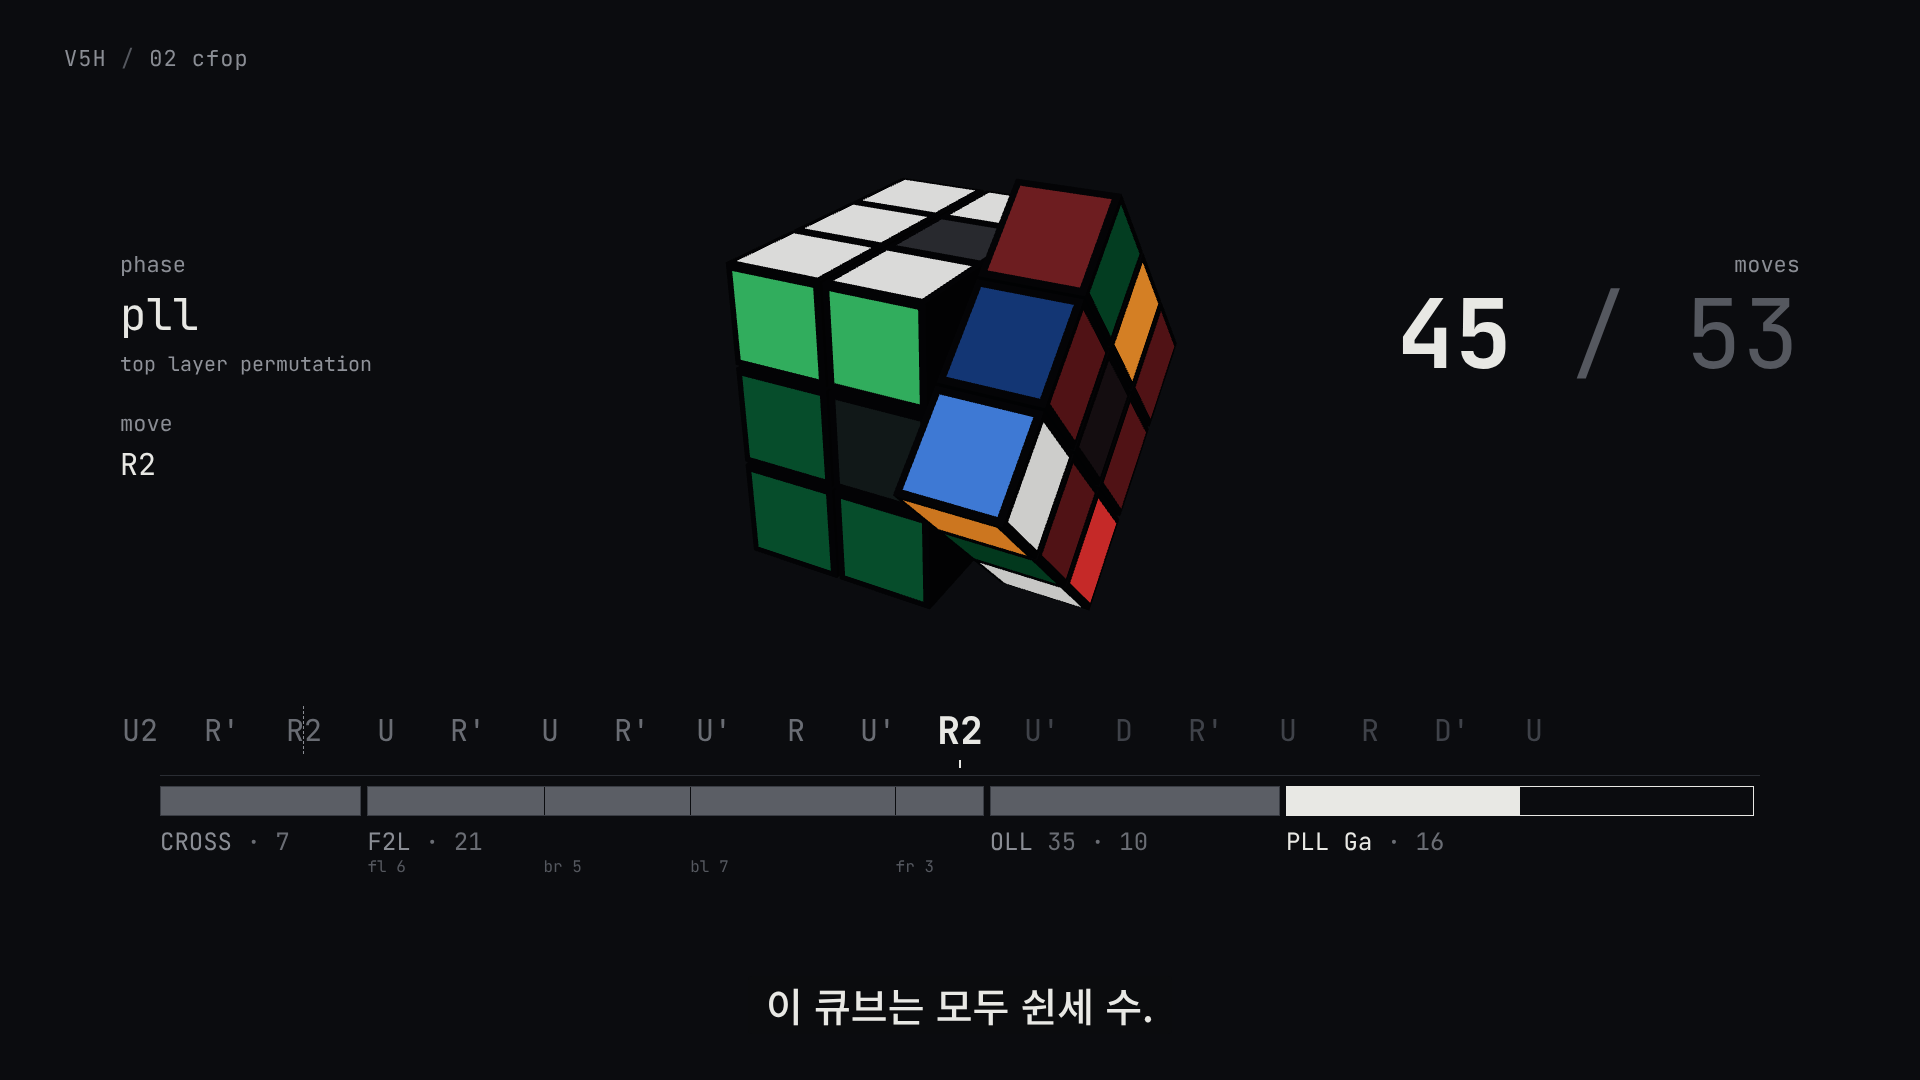 V5H / 02 cfop
phase
pll
top layer permutation
move
R2
moves
45 / 53
U2 R' R2 U R' U R' U' R U' R2 U' D R' U R D' U
CROSS · 7 F2L · 21 OLL 35 · 10 PLL Ga · 16
fl 6 br 5 bl 7 fr 3
이 큐브는 모두 쉰세 수.